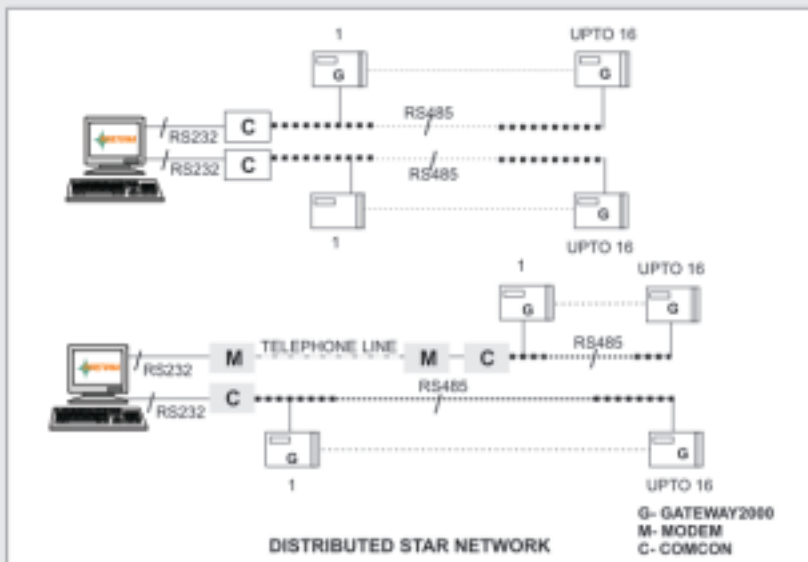 1 UPTO 16
G G
RS485
RS232 C
RS232 C
RS485
G
1 UPTO 16
1 UPTO 16
G G
TELEPHONE LINE
RS232 M M C RS485
RS232 C RS485
G G
1 UPTO 16
G- GATEWAY2000
M- MODEM
C- COMCON
DISTRIBUTED STAR NETWORK